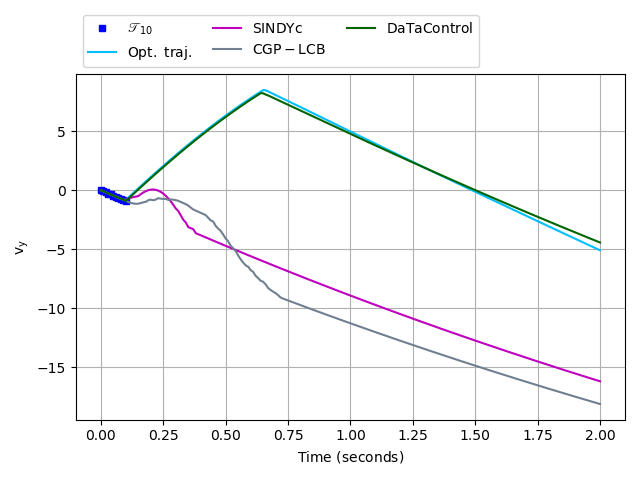 𝒯10
Opt. traj.
SINDYc
CGP − LCB
DaTaControl
5
0
−5
−10
−15
vy
0.00 0.25 0.50 0.75 1.00 1.25 1.50 1.75 2.00
Time (seconds)